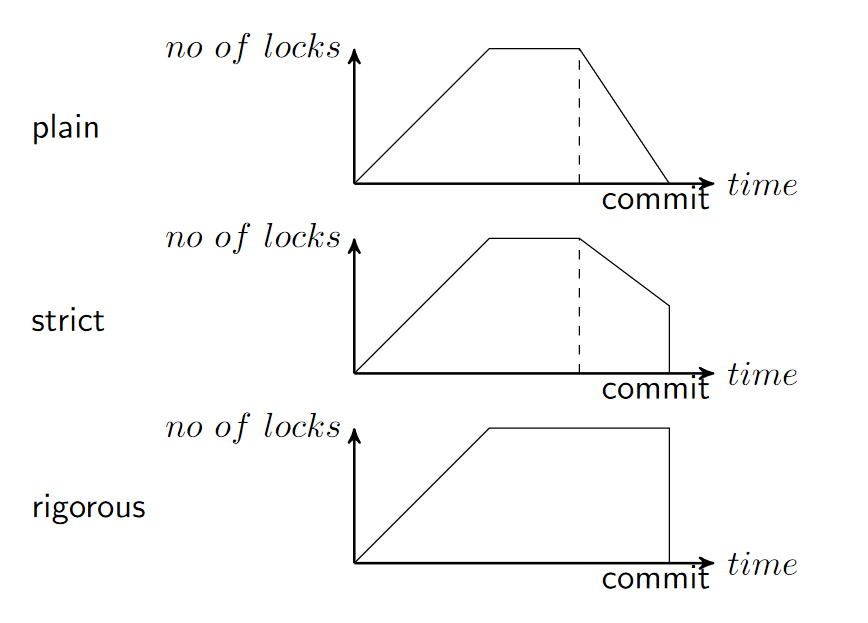 no of locks
plain
time
commit
no of locks
strict
time
commit
no of locks
rigorous
time
commit